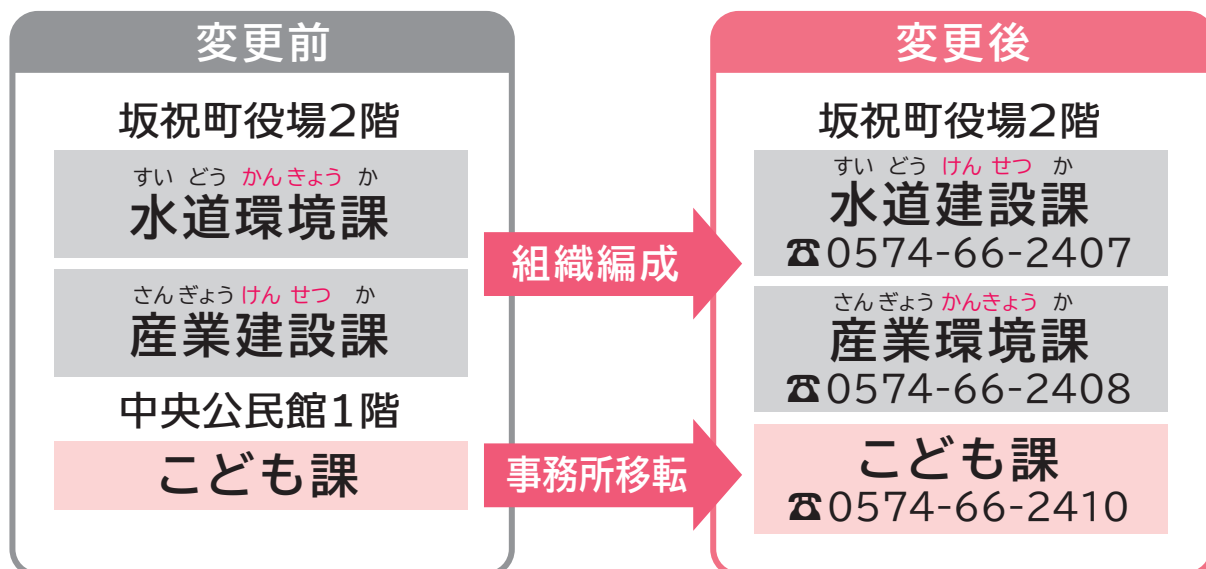 変更前
坂祝町役場2階
すい どう かんきょう か
水道環境課
さんぎょう けん せつ か
産業建設課
中央公民館1階
こども課
組織編成
事務所移転
変更後
坂祝町役場2階
すい どう けん せつ か
水道建設課
☎0574-66-2407
さんぎょう かんきょう か
産業環境課
☎0574-66-2408
こども課
☎0574-66-2410